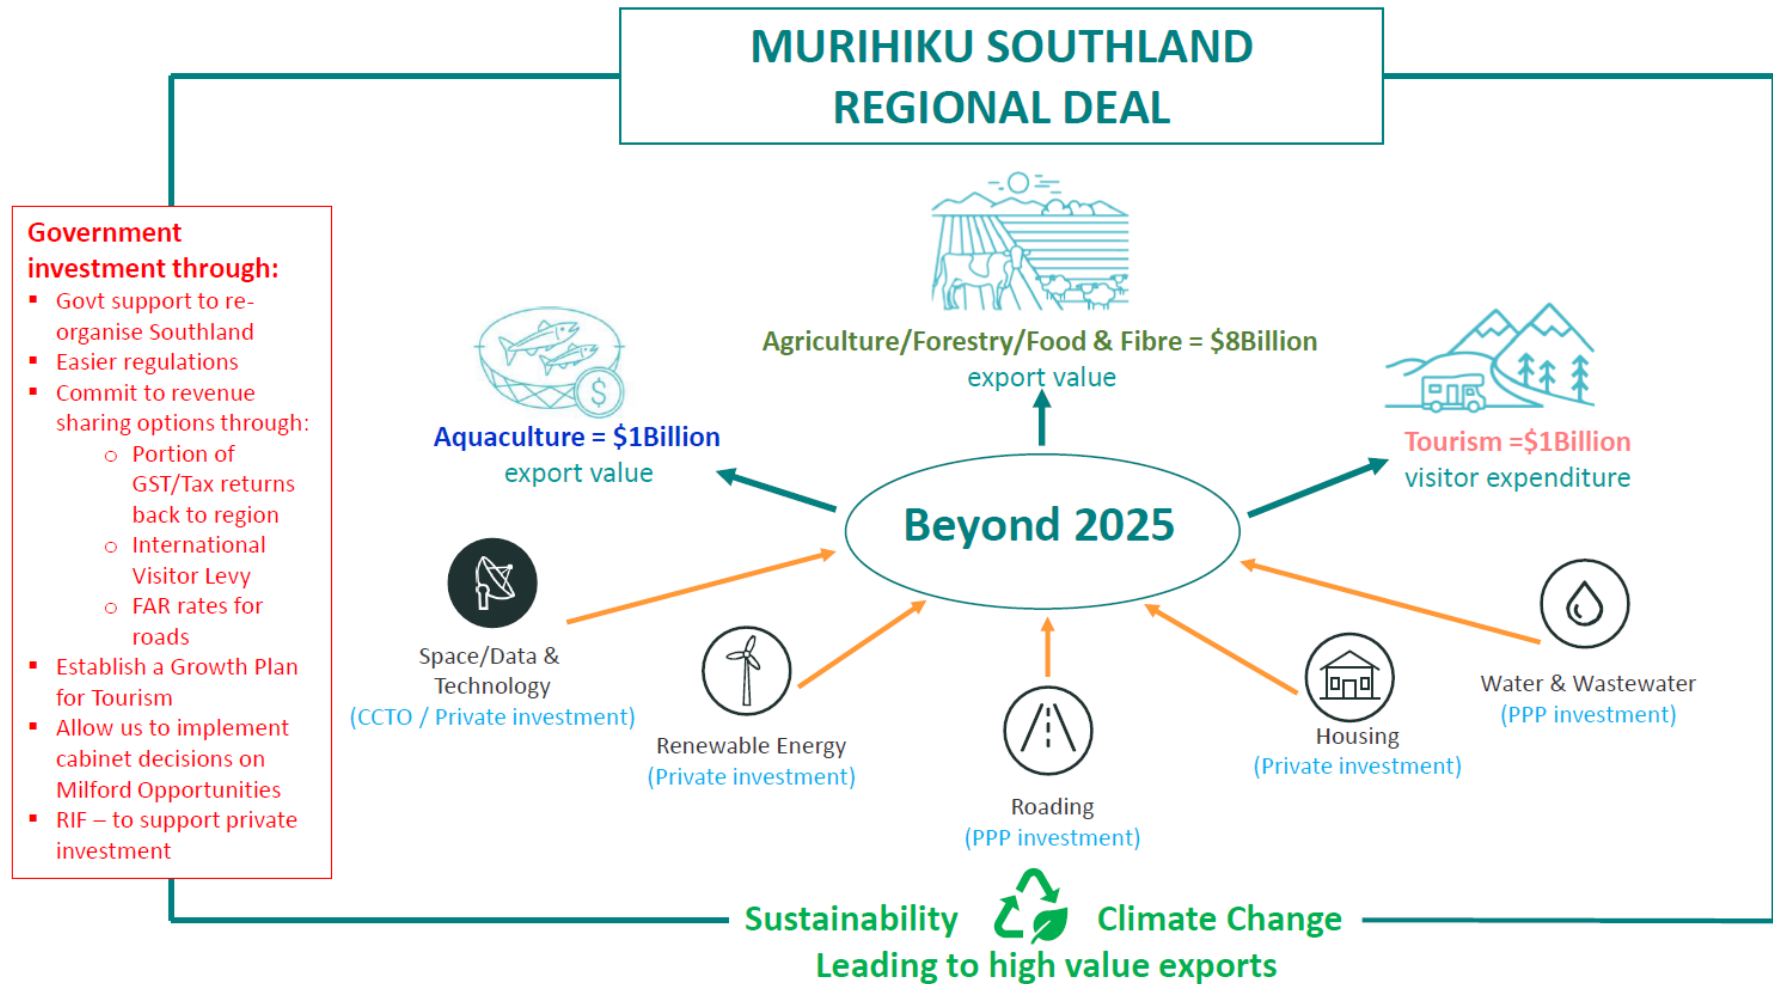 MURIHIKU SOUTHLAND
REGIONAL DEAL
Government
investment through:
▪ Govt support to re-
organise Southland
▪ Easier regulations
▪ Commit to revenue
sharing options through:
o Portion of
GST/Tax returns
back to region
o International
Visitor Levy
o FAR rates for
roads
▪ Establish a Growth Plan
for Tourism
▪ Allow us to implement
cabinet decisions on
Milford Opportunities
▪ RIF – to support private
investment
Agriculture/Forestry/Food & Fibre = $8Billion
export value
$
Aquaculture = $1Billion
export value
Tourism =$1Billion
visitor expenditure
Beyond 2025
Space/Data &
Technology
(CCTO / Private investment)
Renewable Energy
(Private investment)
Roading
(PPP investment)
Housing
(Private investment)
Water & Wastewater
(PPP investment)
Sustainability
Climate Change
Leading to high value exports